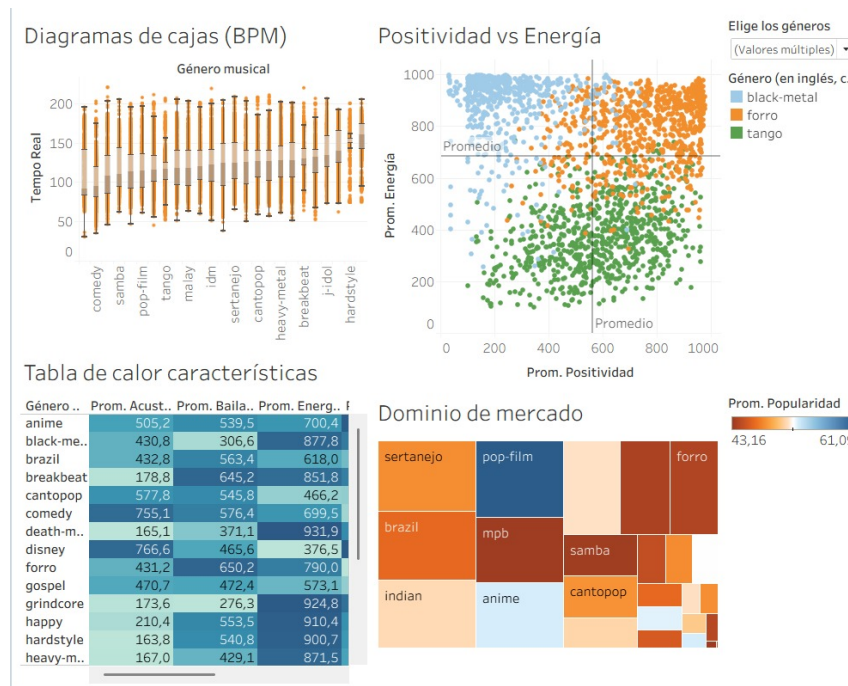 Diagramas de cajas (BPM)
Género musical
Tempo Real
200
150
100
50
0
comedy
samba
pop-film
tango
malay
idm
sertanejo
cantopop
heavy-metal
breakbeat
j-idol
hardstyle
Positividad vs Energía
Prom. Energía
1000
800
600
400
200
0
Promedio
Promedio
0 200 400 600 800 1000
Prom. Positividad
Elige los géneros
(Valores múltiples)
Género (en inglés, c.
black-metal
forro
tango
Tabla de calor características
Género .. Prom. Acust.. Prom. Baila.. Prom. Energ..
anime 505,2 539,5 700,4
black-me.. 430,8 306,6 877,8
brazil 432,8 563,4 618,0
breakbeat 178,8 645,2 851,8
cantopop 577,8 545,8 466,2
comedy 755,1 576,4 699,5
death-m.. 165,1 371,1 931,9
disney 766,6 465,6 376,5
forro 431,2 650,2 790,0
gospel 470,7 472,4 573,1
grindcore 173,6 276,3 924,8
happy 210,4 553,5 910,4
hardstyle 163,8 540,8 900,7
heavy-m.. 167,0 429,1 871,5
Dominio de mercado
sertanejo
pop-film
forro
brazil
mpb
samba
indian
anime
cantopop
Prom. Popularidad
43,16 61,09